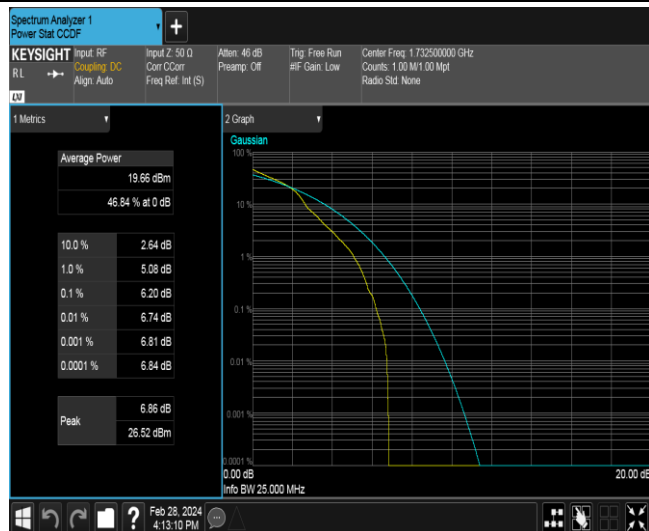 Spectrum Analyzer 1
Power Stat CCDF
+
KEYSIGHT
RL
Input: RF
Coupling: DC
Align: Auto
Input Z: 50 Ω
Corr CCorr
Freq Ref: Int (S)
Atten: 46 dB
Preamp: Off
Trig: Free Run
#IF Gain: Low
Center Freq: 1.732500000 GHz
Counts: 1.00 M/1.00 Mpt
Radio Std: None
1 Metrics
Average Power
19.66 dBm
46.84 % at 0 dB
10.0 % 2.64 dB
1.0 % 5.08 dB
0.1 % 6.20 dB
0.01 % 6.74 dB
0.001 % 6.81 dB
0.0001 % 6.84 dB
Peak
6.86 dB
26.52 dBm
2 Graph
Gaussian
100 %
10 %
1 %
0.1 %
0.01 %
0.001 %
0.0001 %
0.00 dB 20.00 dB
Info BW 25.000 MHz
?
Feb 28, 2024
4:13:10 PM